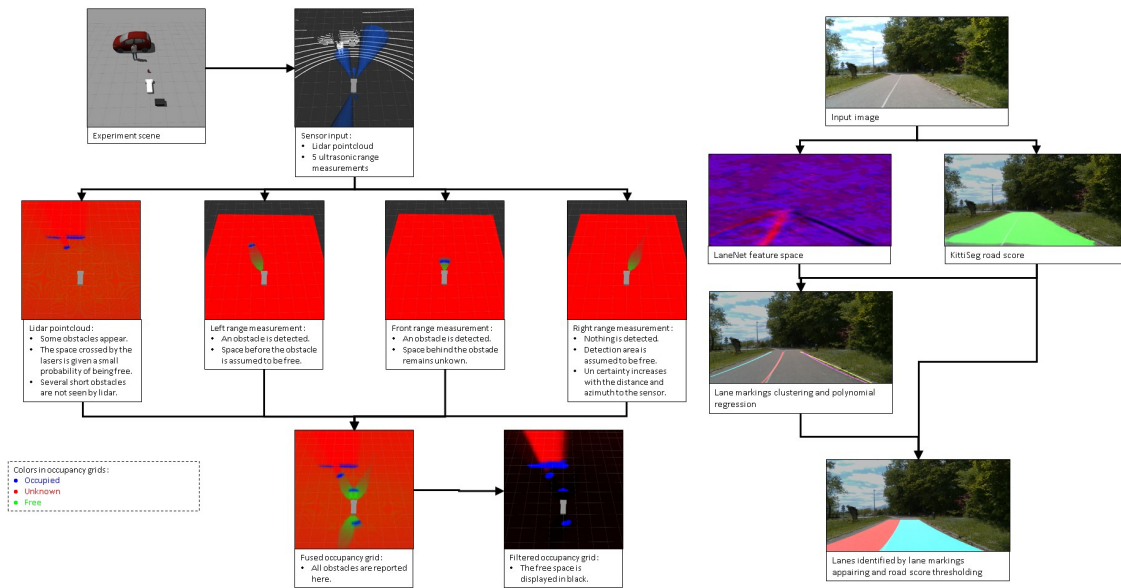 Experiment scene
Sensor input:
• Lidar pointcloud
• 5 ultrasonic range
measurements
Lidar pointcloud:
• Some obstacles appear.
• The space crossed by the
lasers is given a small
probability of being free.
• Several short obstacles
are not seen by lidar.
Left range measurement:
• An obstacle is detected.
• Space before the obstacle
is assumed to be free.
Front range measurement:
• An obstacle is detected.
• Space behind the obstade
remains unkown.
Right range measurement:
• Nothing is detected.
• Detection area is
assumed to be free.
• Un certainty increases
with the distance and
azimuth to the sensor.
Colors in occupancy grids:
• Occupied
• Unknown
• Free
Fused occupancy grid:
• All obstacles are reported
here.
Filtered occupancy grid:
• The free space is
displayed in black.
Input image
LaneNet feature space
KittiSeg road score
Lane markings clustering and polynomial
regression
Lanes identified by lane markings
appairing and road score thresholding